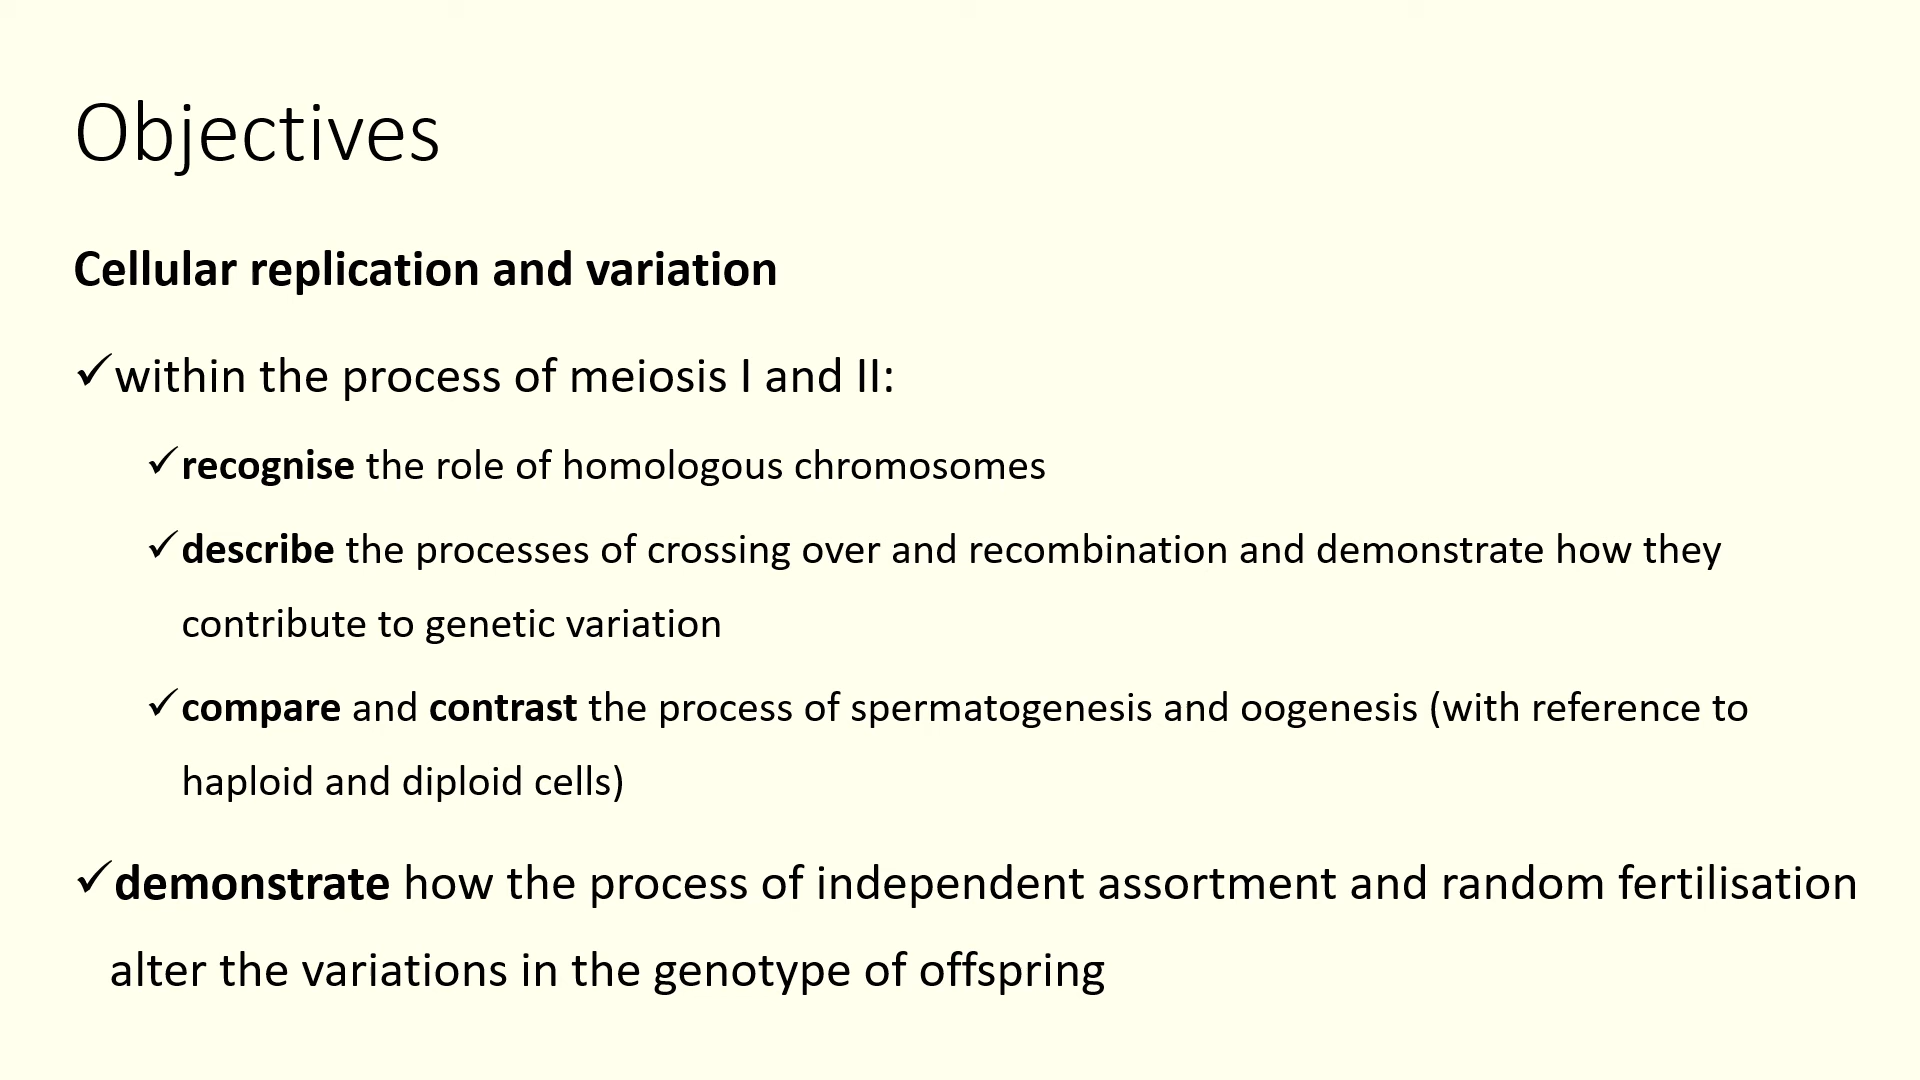 Objectives
Cellular replication and variation
✓within the process of meiosis I and II:
✓recognise the role of homologous chromosomes
✓describe the processes of crossing over and recombination and demonstrate how they
contribute to genetic variation
✓compare and contrast the process of spermatogenesis and oogenesis (with reference to
haploid and diploid cells)
✓demonstrate how the process of independent assortment and random fertilisation
alter the variations in the genotype of offspring